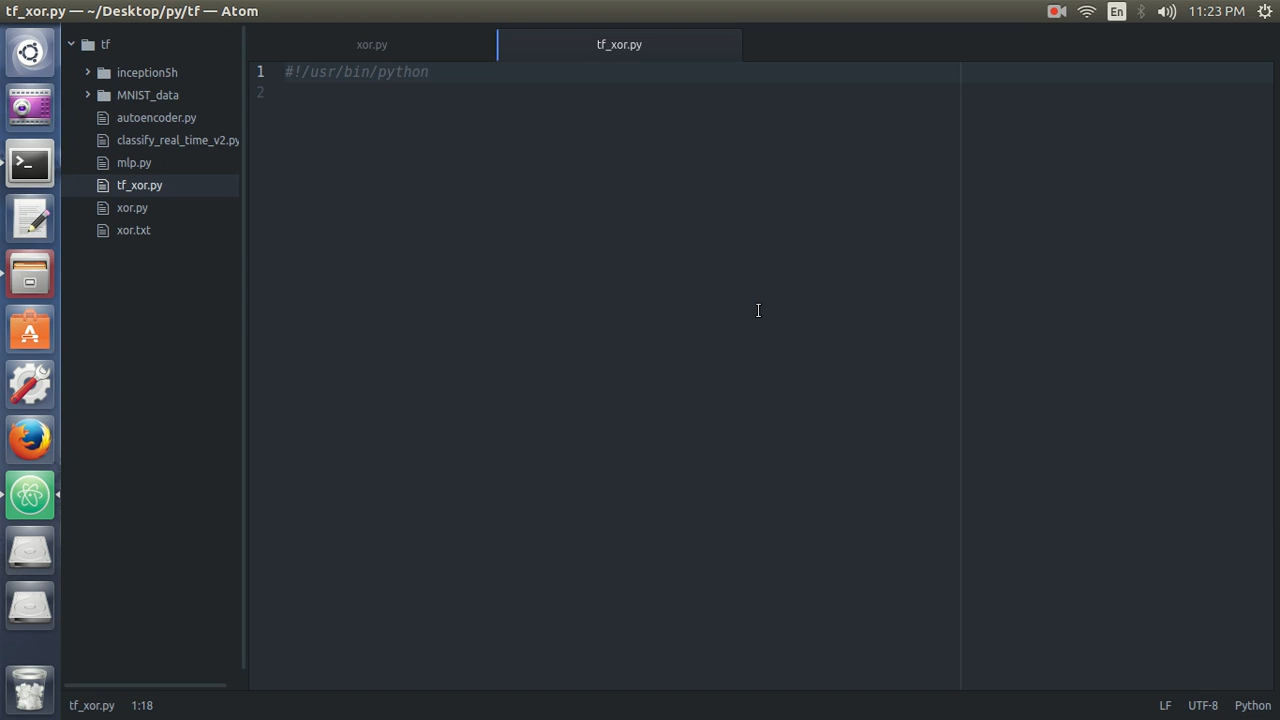 tf_xor.py — ~/Desktop/py/tf — Atom
En
11:23 PM
tf
inception5h
MNIST_data
autoencoder.py
classify_real_time_v2.py
mlp.py
tf_xor.py
xor.py
xor.txt
xor.py
tf_xor.py
1 #!/usr/bin/python
2
tf_xor.py 1:18
LF UTF-8 Python